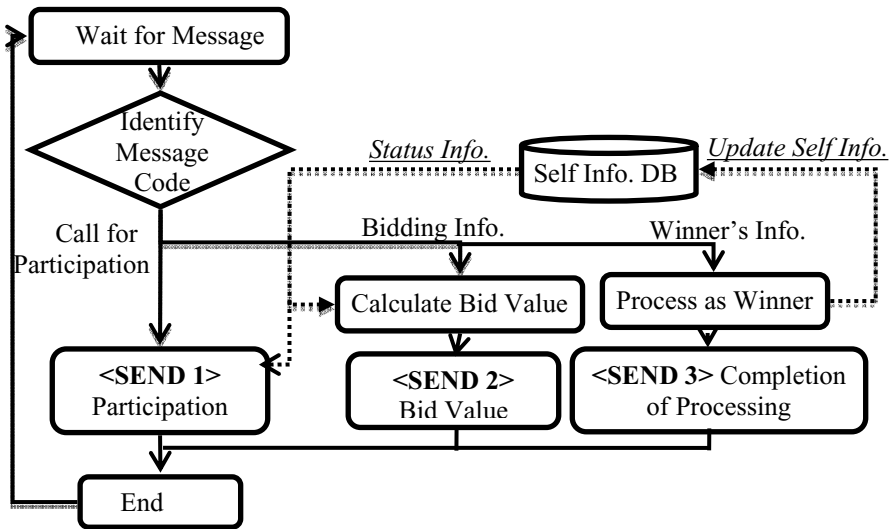 Wait for Message
Identify
Message
Code
Status Info.
Self Info. DB
Update Self Info.
Call for
Participation
Bidding Info.
Winner's Info.
Calculate Bid Value
Process as Winner
<SEND 1>
Participation
<SEND 2>
Bid Value
<SEND 3> Completion
of Processing
End